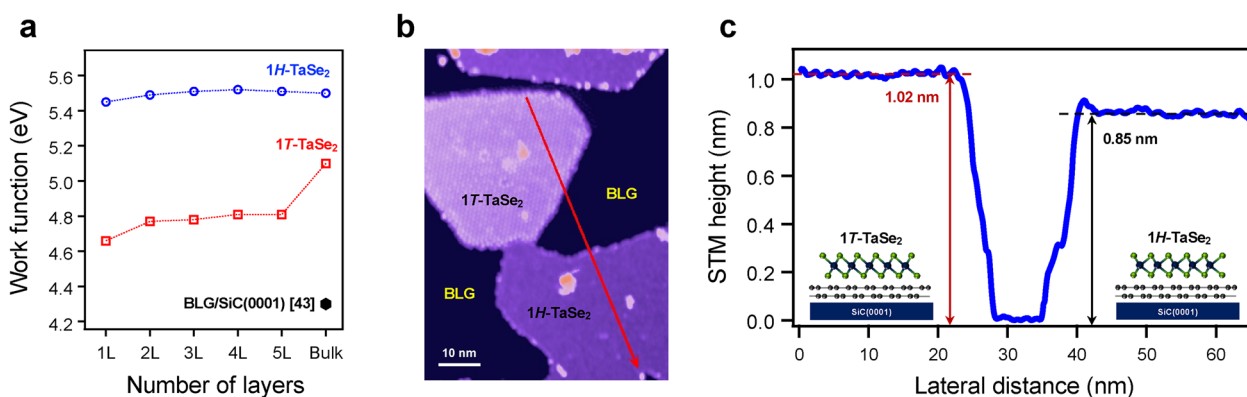 a
Work function (eV)
5.6
5.4
5.2
5.0
4.8
4.6
4.4
4.2
1H-TaSe₂
1T-TaSe₂
BLG/SiC(0001) [43]
1L 2L 3L 4L 5L Bulk
Number of layers
b
1T-TaSe₂
BLG
BLG
1H-TaSe₂
10 nm
c
STM height (nm)
1.0
0.8
0.6
0.4
0.2
0.0
1.02 nm
0.85 nm
1T-TaSe₂
1H-TaSe₂
SiC(0001)
SiC(0001)
0 10 20 30 40 50 60
Lateral distance (nm)